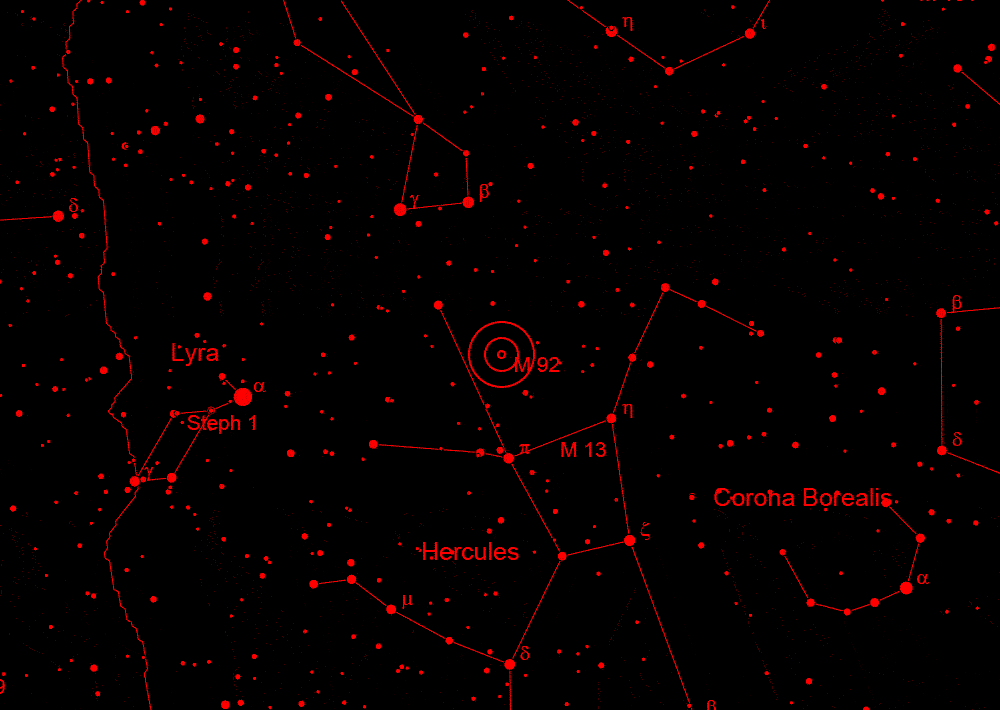 η
ι
γ
β
δ
β
Lyra
M 92
α
η
Steph 1
π
M 13
δ
γ
Corona Borealis
ζ
Hercules
α
μ
δ
β